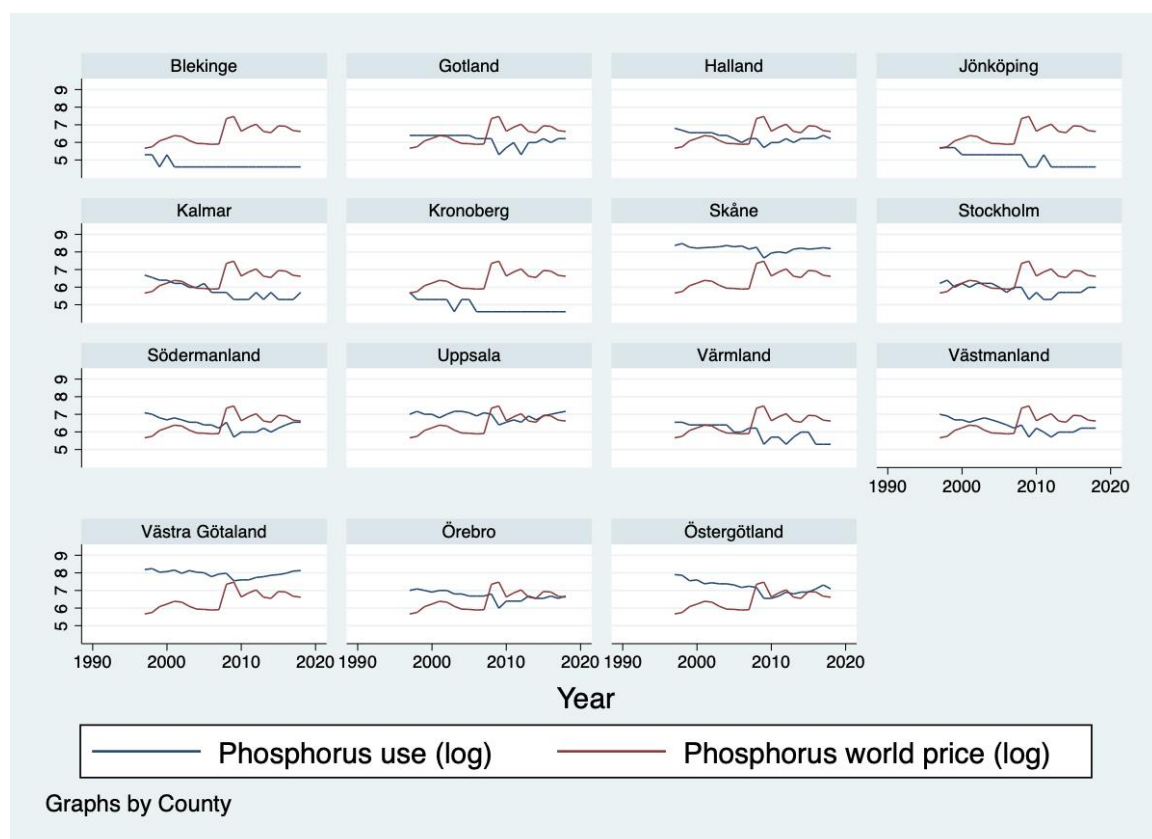 Blekinge Gotland Halland Jönköping
9
8
7
6
5
Kalmar Kronoberg Skåne Stockholm
9
8
7
6
5
Södermanland Uppsala Värmland Västmanland
9
8
7
6
5
1990 2000 2010 2020
Västra Götaland Örebro Östergötland
9
8
7
6
5
1990 2000 2010 2020 1990 2000 2010 2020 1990 2000 2010 2020
Year
Phosphorus use (log) Phosphorus world price (log)
Graphs by County